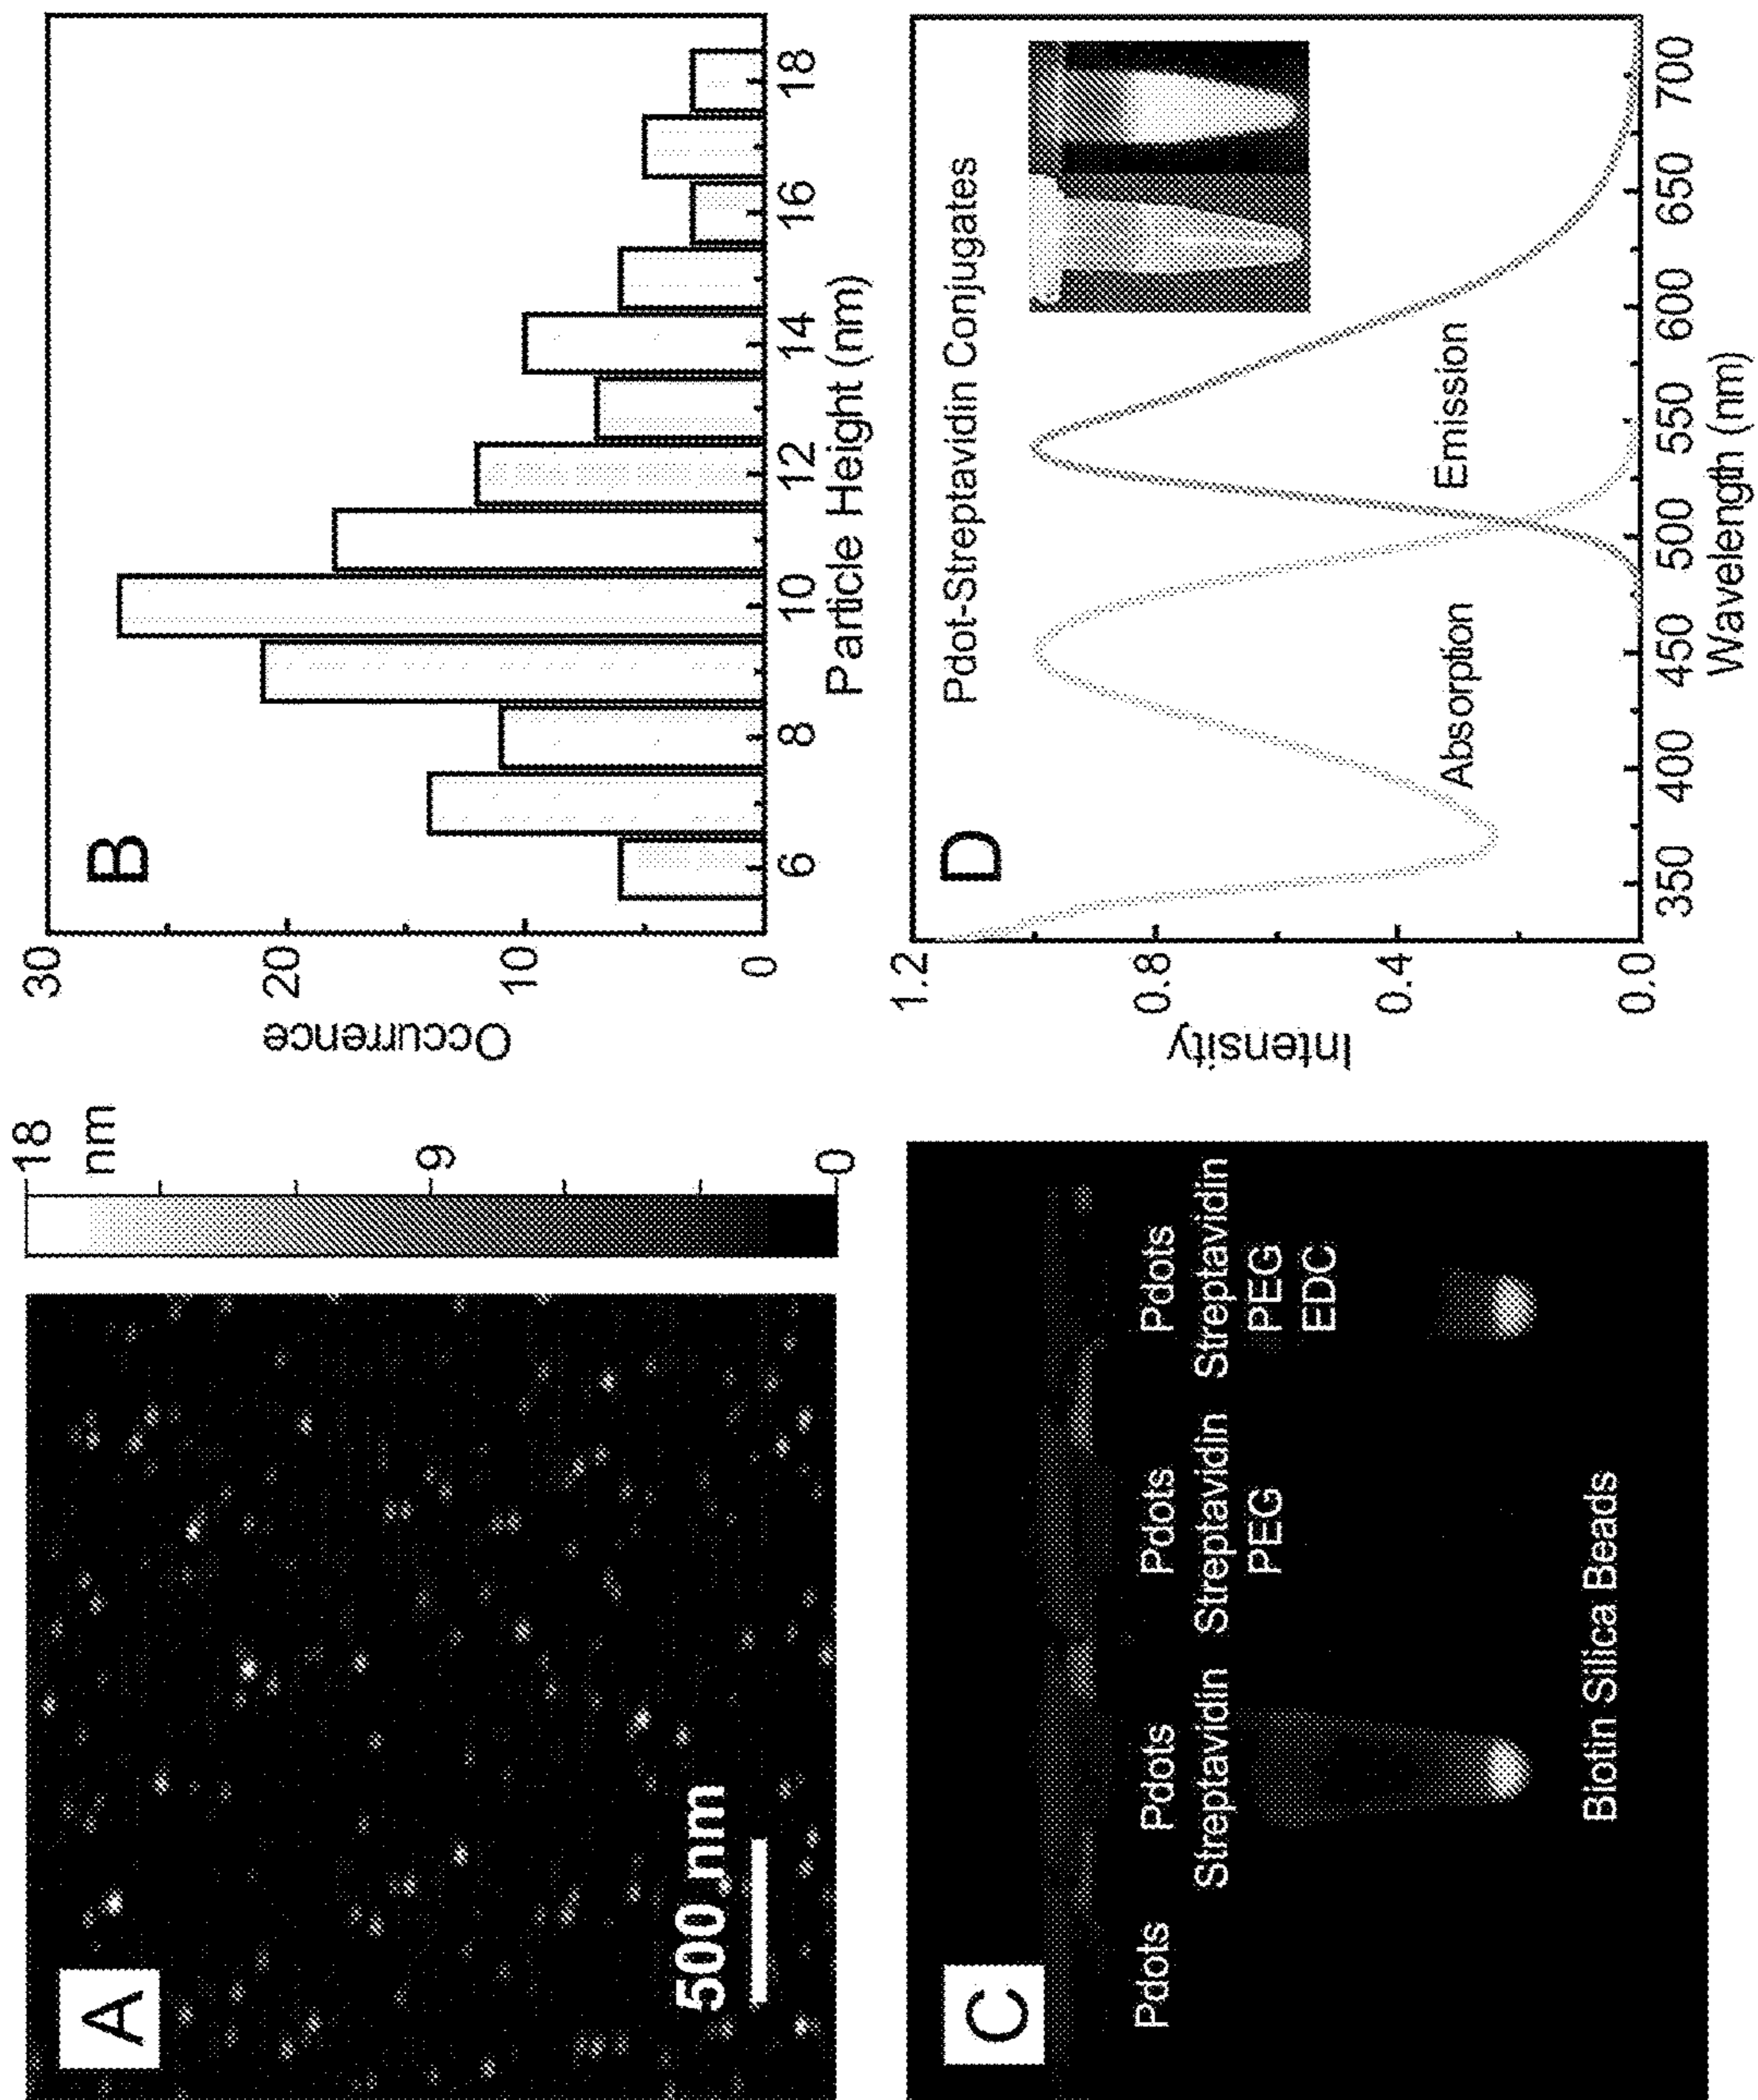 A
500 nm
18
nm
9
0
B
Occurrence
30
20
10
0
6
8
10
12
14
16
18
Particle Height (nm)
C
Pdots
Pdots
Streptavidin
Pdots
Streptavidin
PEG
Pdots
Streptavidin
PEG
EDC
Biotin Silica Beads
D
Pdot-Streptavidin Conjugates
Intensity
1.2
0.8
0.4
0.0
Absorption
Emission
350
400
450
500
550
600
650
700
Wavelength (nm)